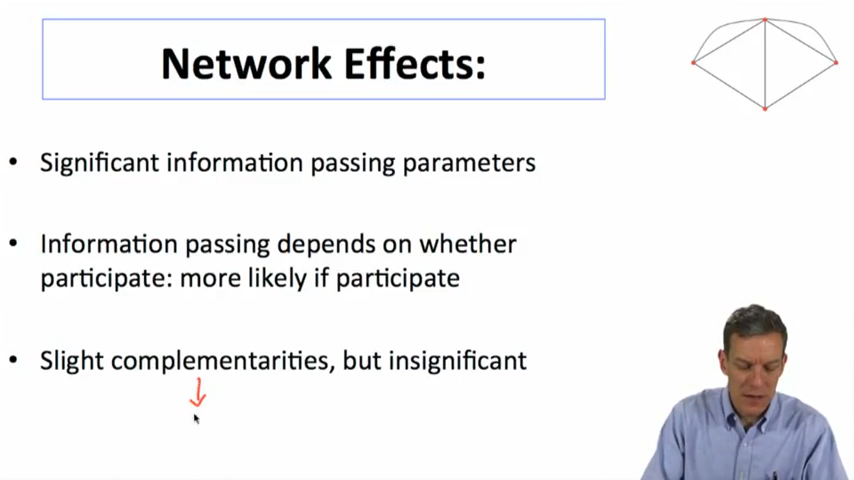 Network Effects:
• Significant information passing parameters
• Information passing depends on whether
participate: more likely if participate
• Slight complementarities, but insignificant